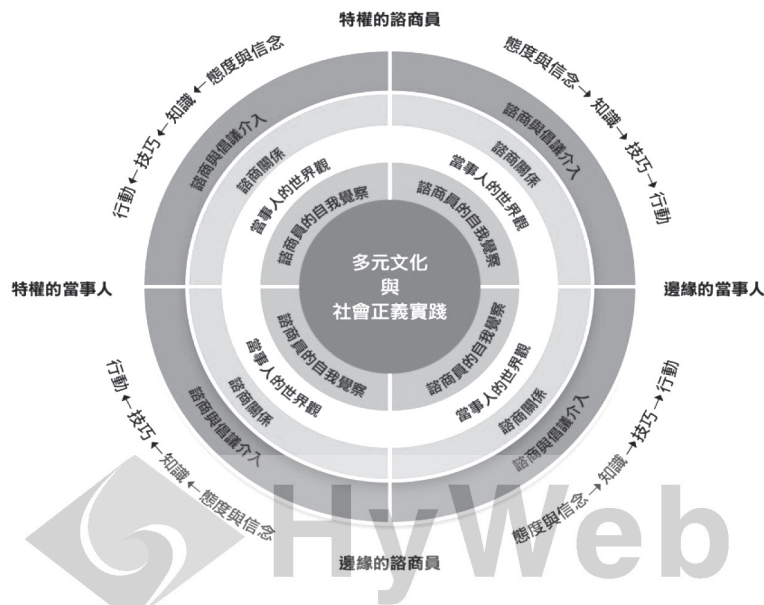 特權的諮商員
態度與信念→知識→技巧→行動
態度與信念→知識→技巧→行動
諮商與倡議介入
諮商與倡議介入
諮商關係
諮商關係
當事人的世界觀
當事人的世界觀
諮商員的自我覺察
諮商員的自我覺察
特權的當事人
多元文化
與
社會正義實踐
邊緣的當事人
諮商員的自我覺察
諮商員的自我覺察
當事人的世界觀
當事人的世界觀
諮商關係
諮商關係
諮商與倡議介入
諮商與倡議介入
態度與信念→知識→技巧→行動
態度與信念→知識→技巧→行動
邊緣的諮商員
HyWeb